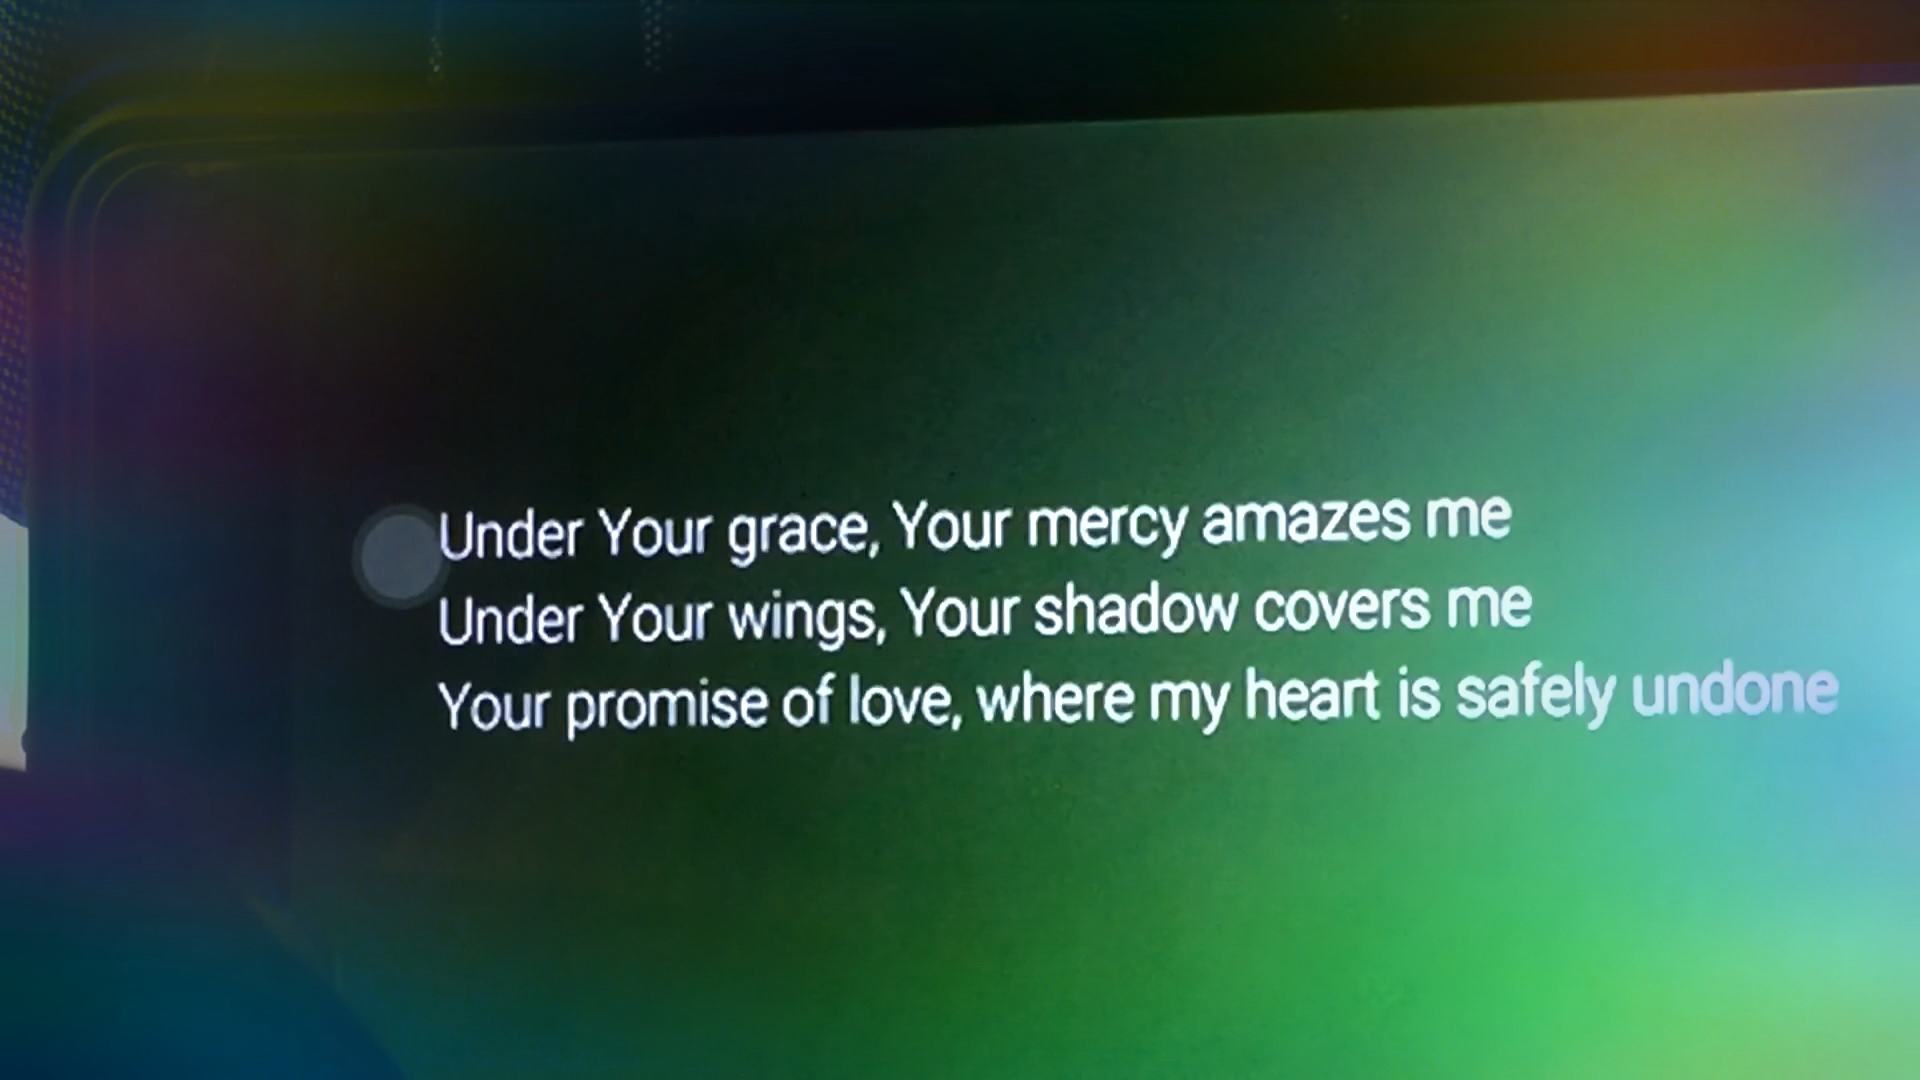 Under Your grace, Your mercy amazes me
Under Your wings, Your shadow covers me
Your promise of love, where my heart is safely undone